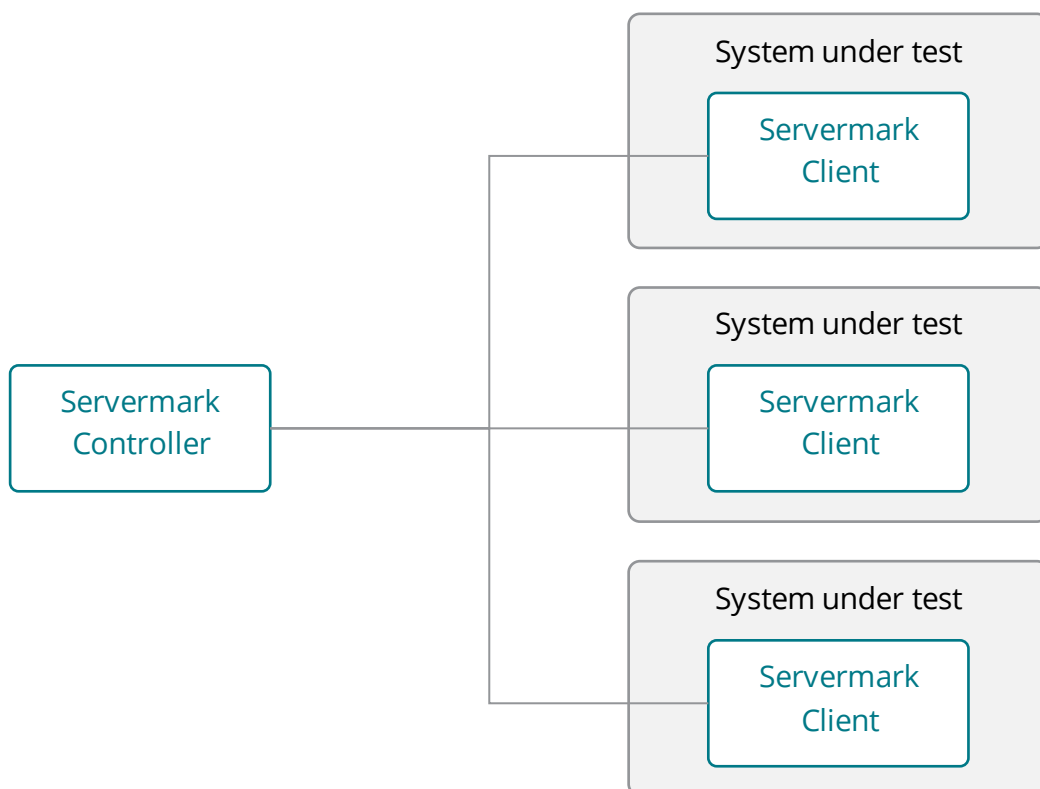 System under test
Servermark
Client
System under test
Servermark
Controller
Servermark
Client
System under test
Servermark
Client